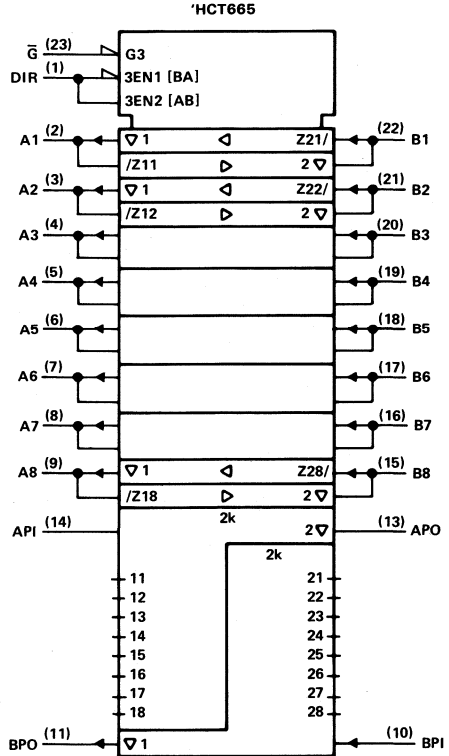 'HCT665
G̅ (23) G3
DIR (1) 3EN1 [BA]
3EN2 [AB]
A1 (2) ▽ 1 ◁ Z21/ (22) B1
/Z11 ▷ 2 ▽
A2 (3) ▽ 1 ◁ Z22/ (21) B2
/Z12 ▷ 2 ▽
A3 (4) (20) B3
A4 (5) (19) B4
A5 (6) (18) B5
A6 (7) (17) B6
A7 (8) (16) B7
A8 (9) ▽ 1 ◁ Z28/ (15) B8
/Z18 ▷ 2 ▽
2k
API (14) 2 ▽ (13) APO
2k
11 21
12 22
13 23
14 24
15 25
16 26
17 27
18 28
BPO (11) ▽ 1 (10) BPI